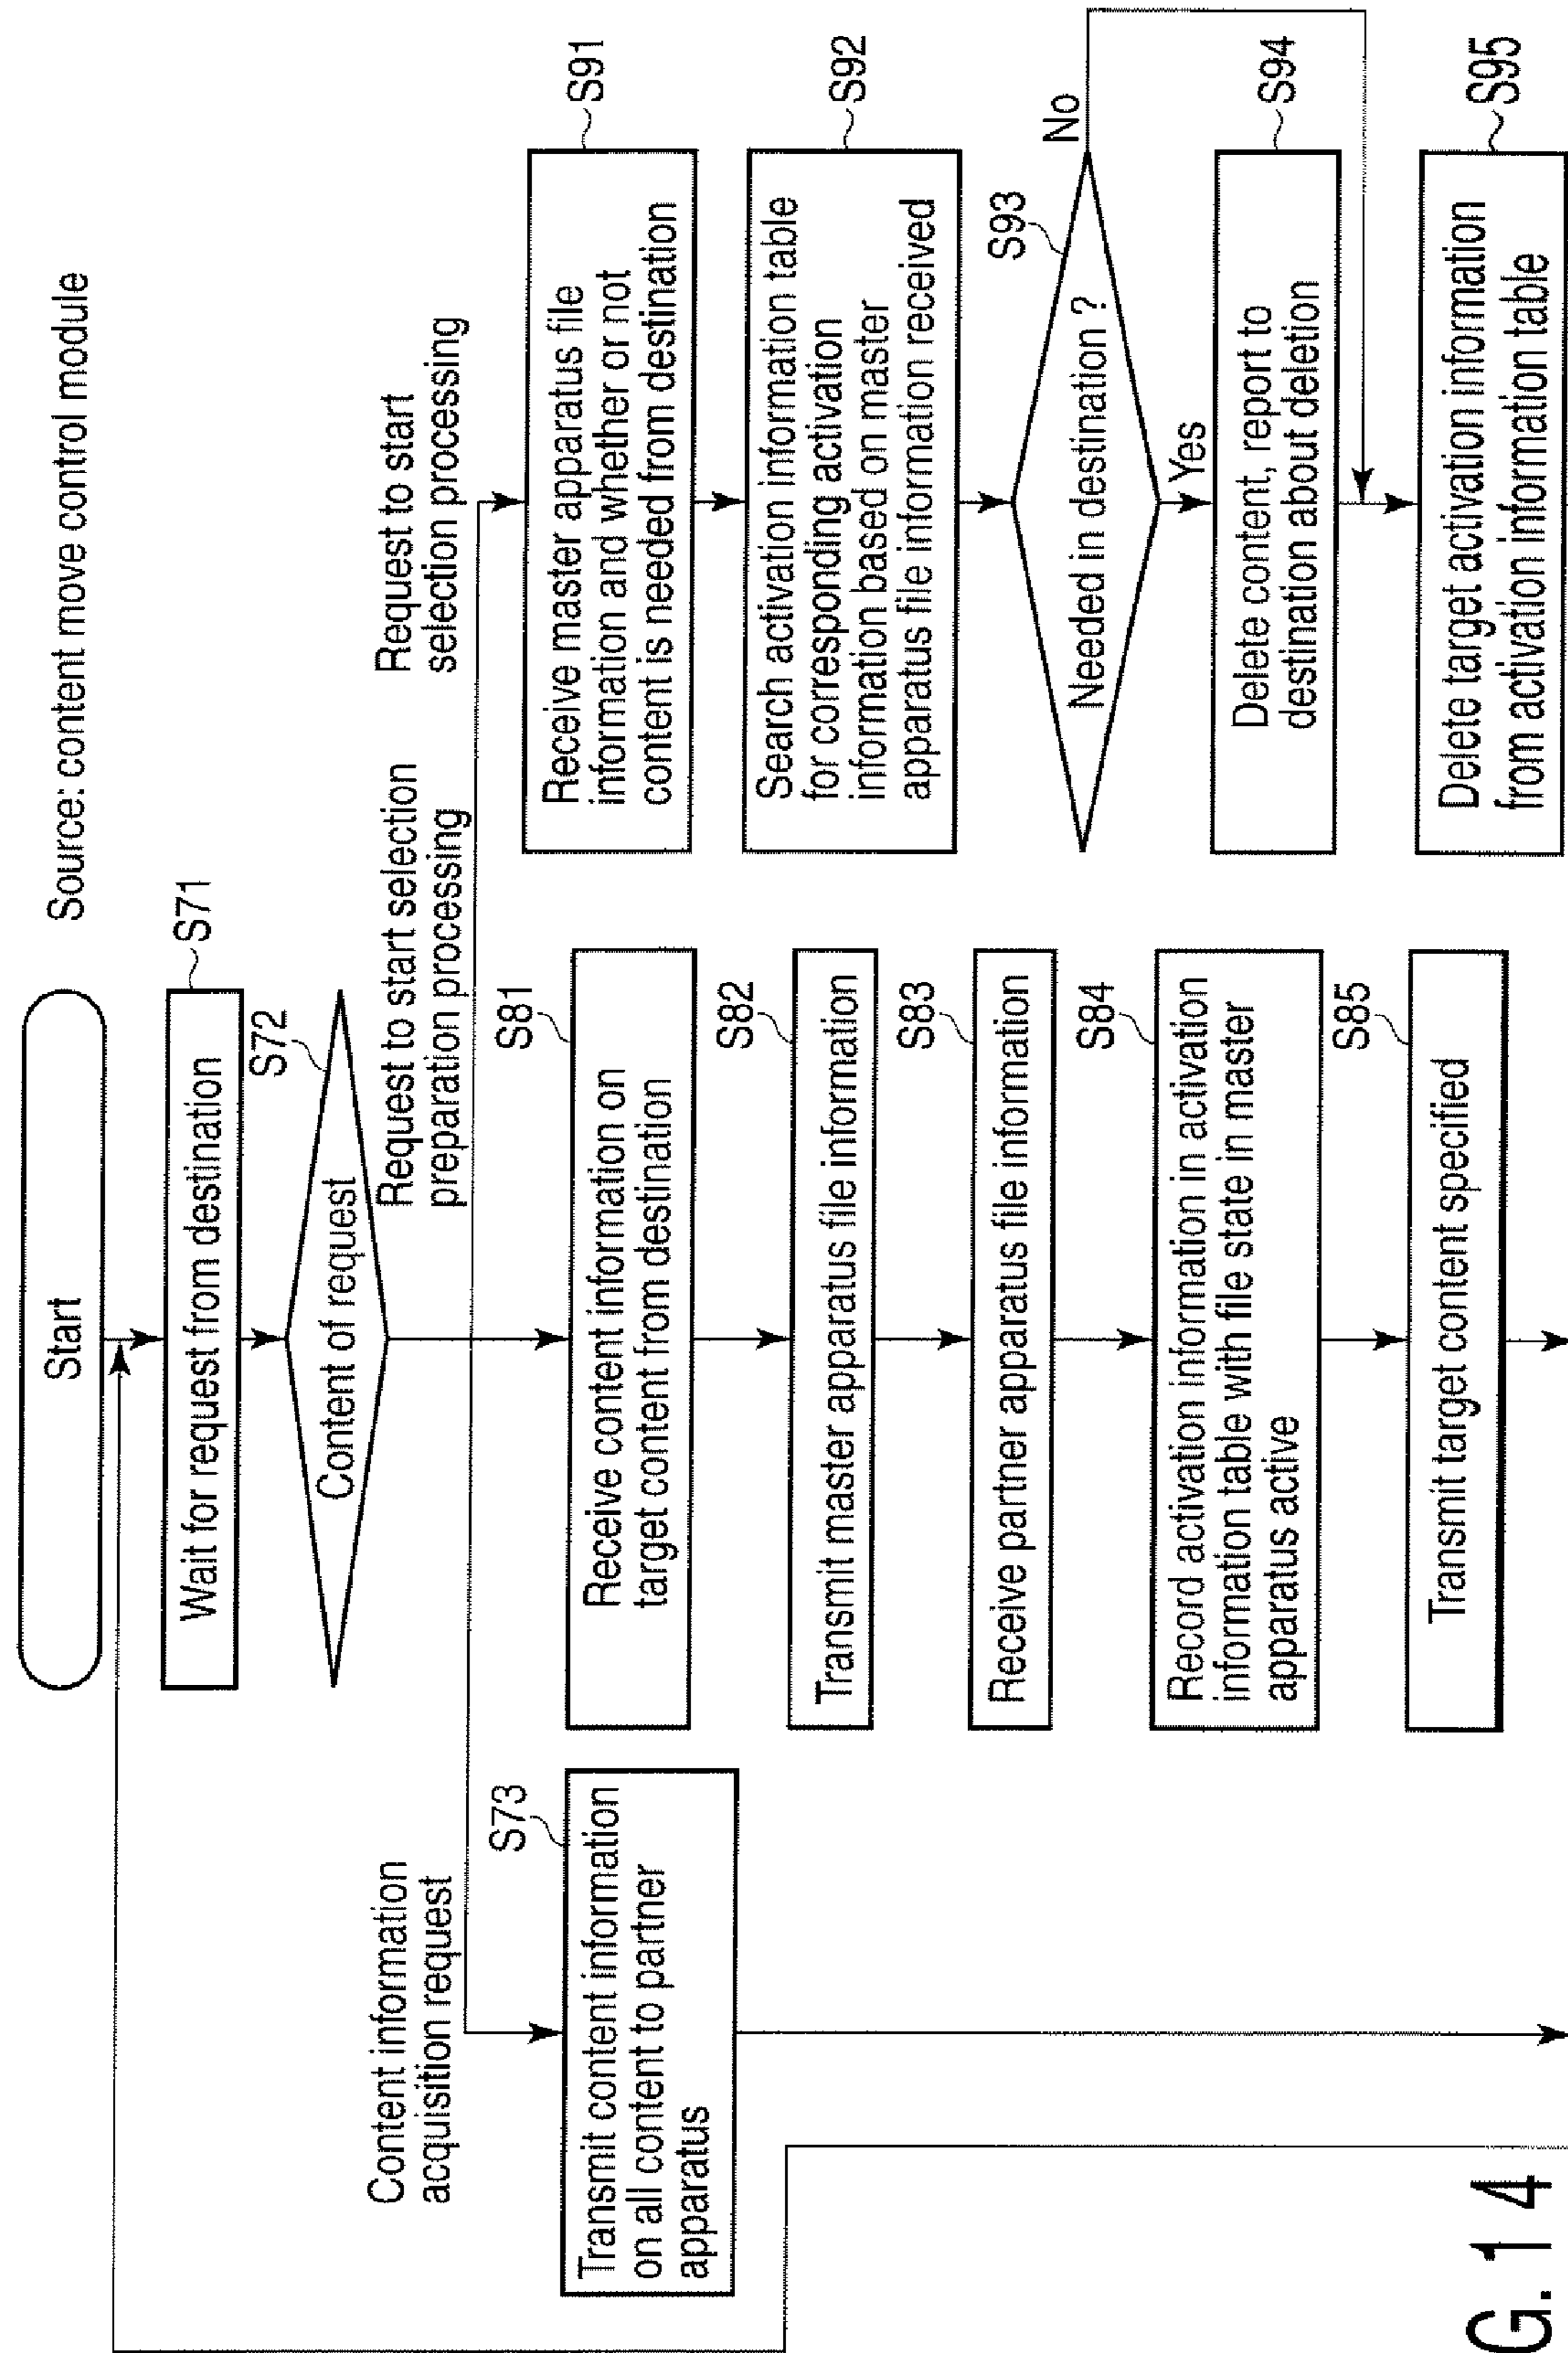 Source: content move control module
Start
S71
Wait for request from destination
S72
Content of request
Content information
acquisition request
Request to start selection
preparation processing
Request to start
selection processing
S73
Transmit content information
on all content to partner
apparatus
S81
Receive content information on
target content from destination
S82
Transmit master apparatus file information
S83
Receive partner apparatus file information
S84
Record activation information in activation
information table with file state in master
apparatus active
S85
Transmit target content specified
S91
Receive master apparatus file
information and whether or not
content is needed from destination
S92
Search activation information table
for corresponding activation
information based on master
apparatus file information received
S93
Needed in destination ?
No
Yes
S94
Delete content, report to
destination about deletion
S95
Delete target activation information
from activation information table
G. 14